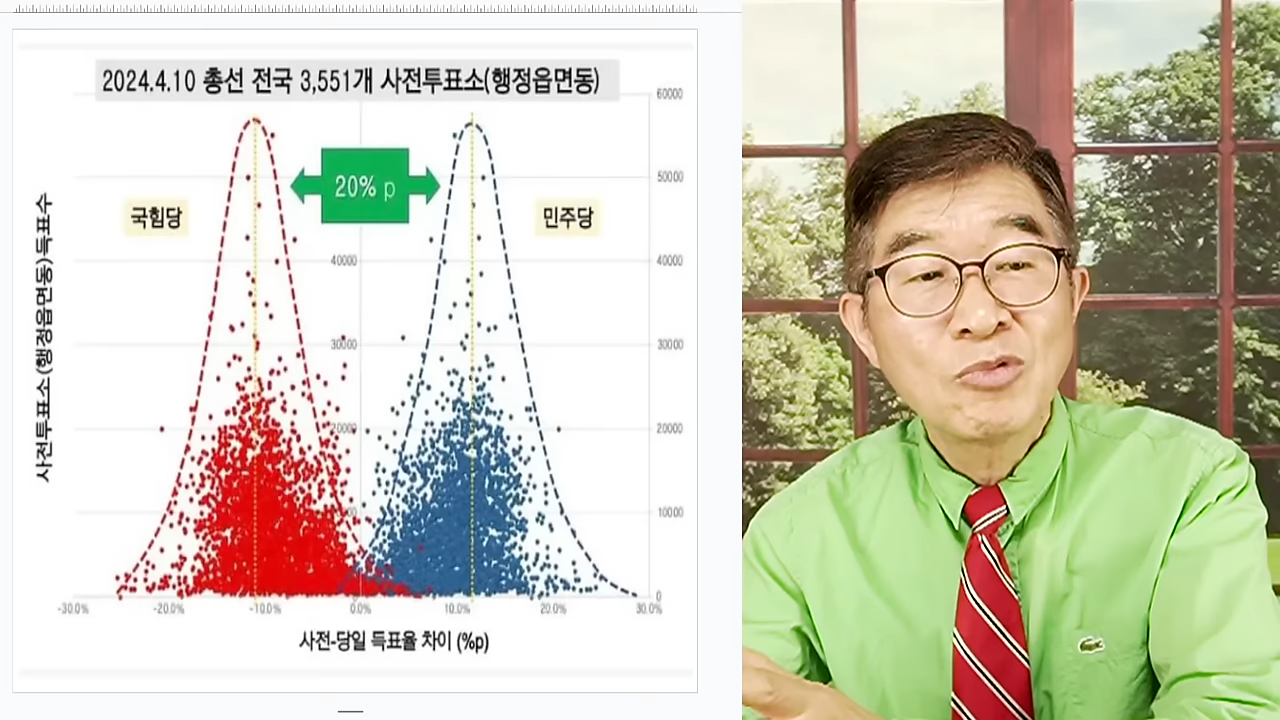 2024.4.10 총선 전국 3,551개 사전투표소(행정읍면동)
60000
50000
40000
40000
30000
30000
20000
20000
10000
0
20% p
국힘당
민주당
사전투표소 (행정읍면동) 득표수
-30.0%
-20.0%
-10.0%
0.0%
10.0%
20.0%
30.0%
사전-당일 득표율 차이 (%p)